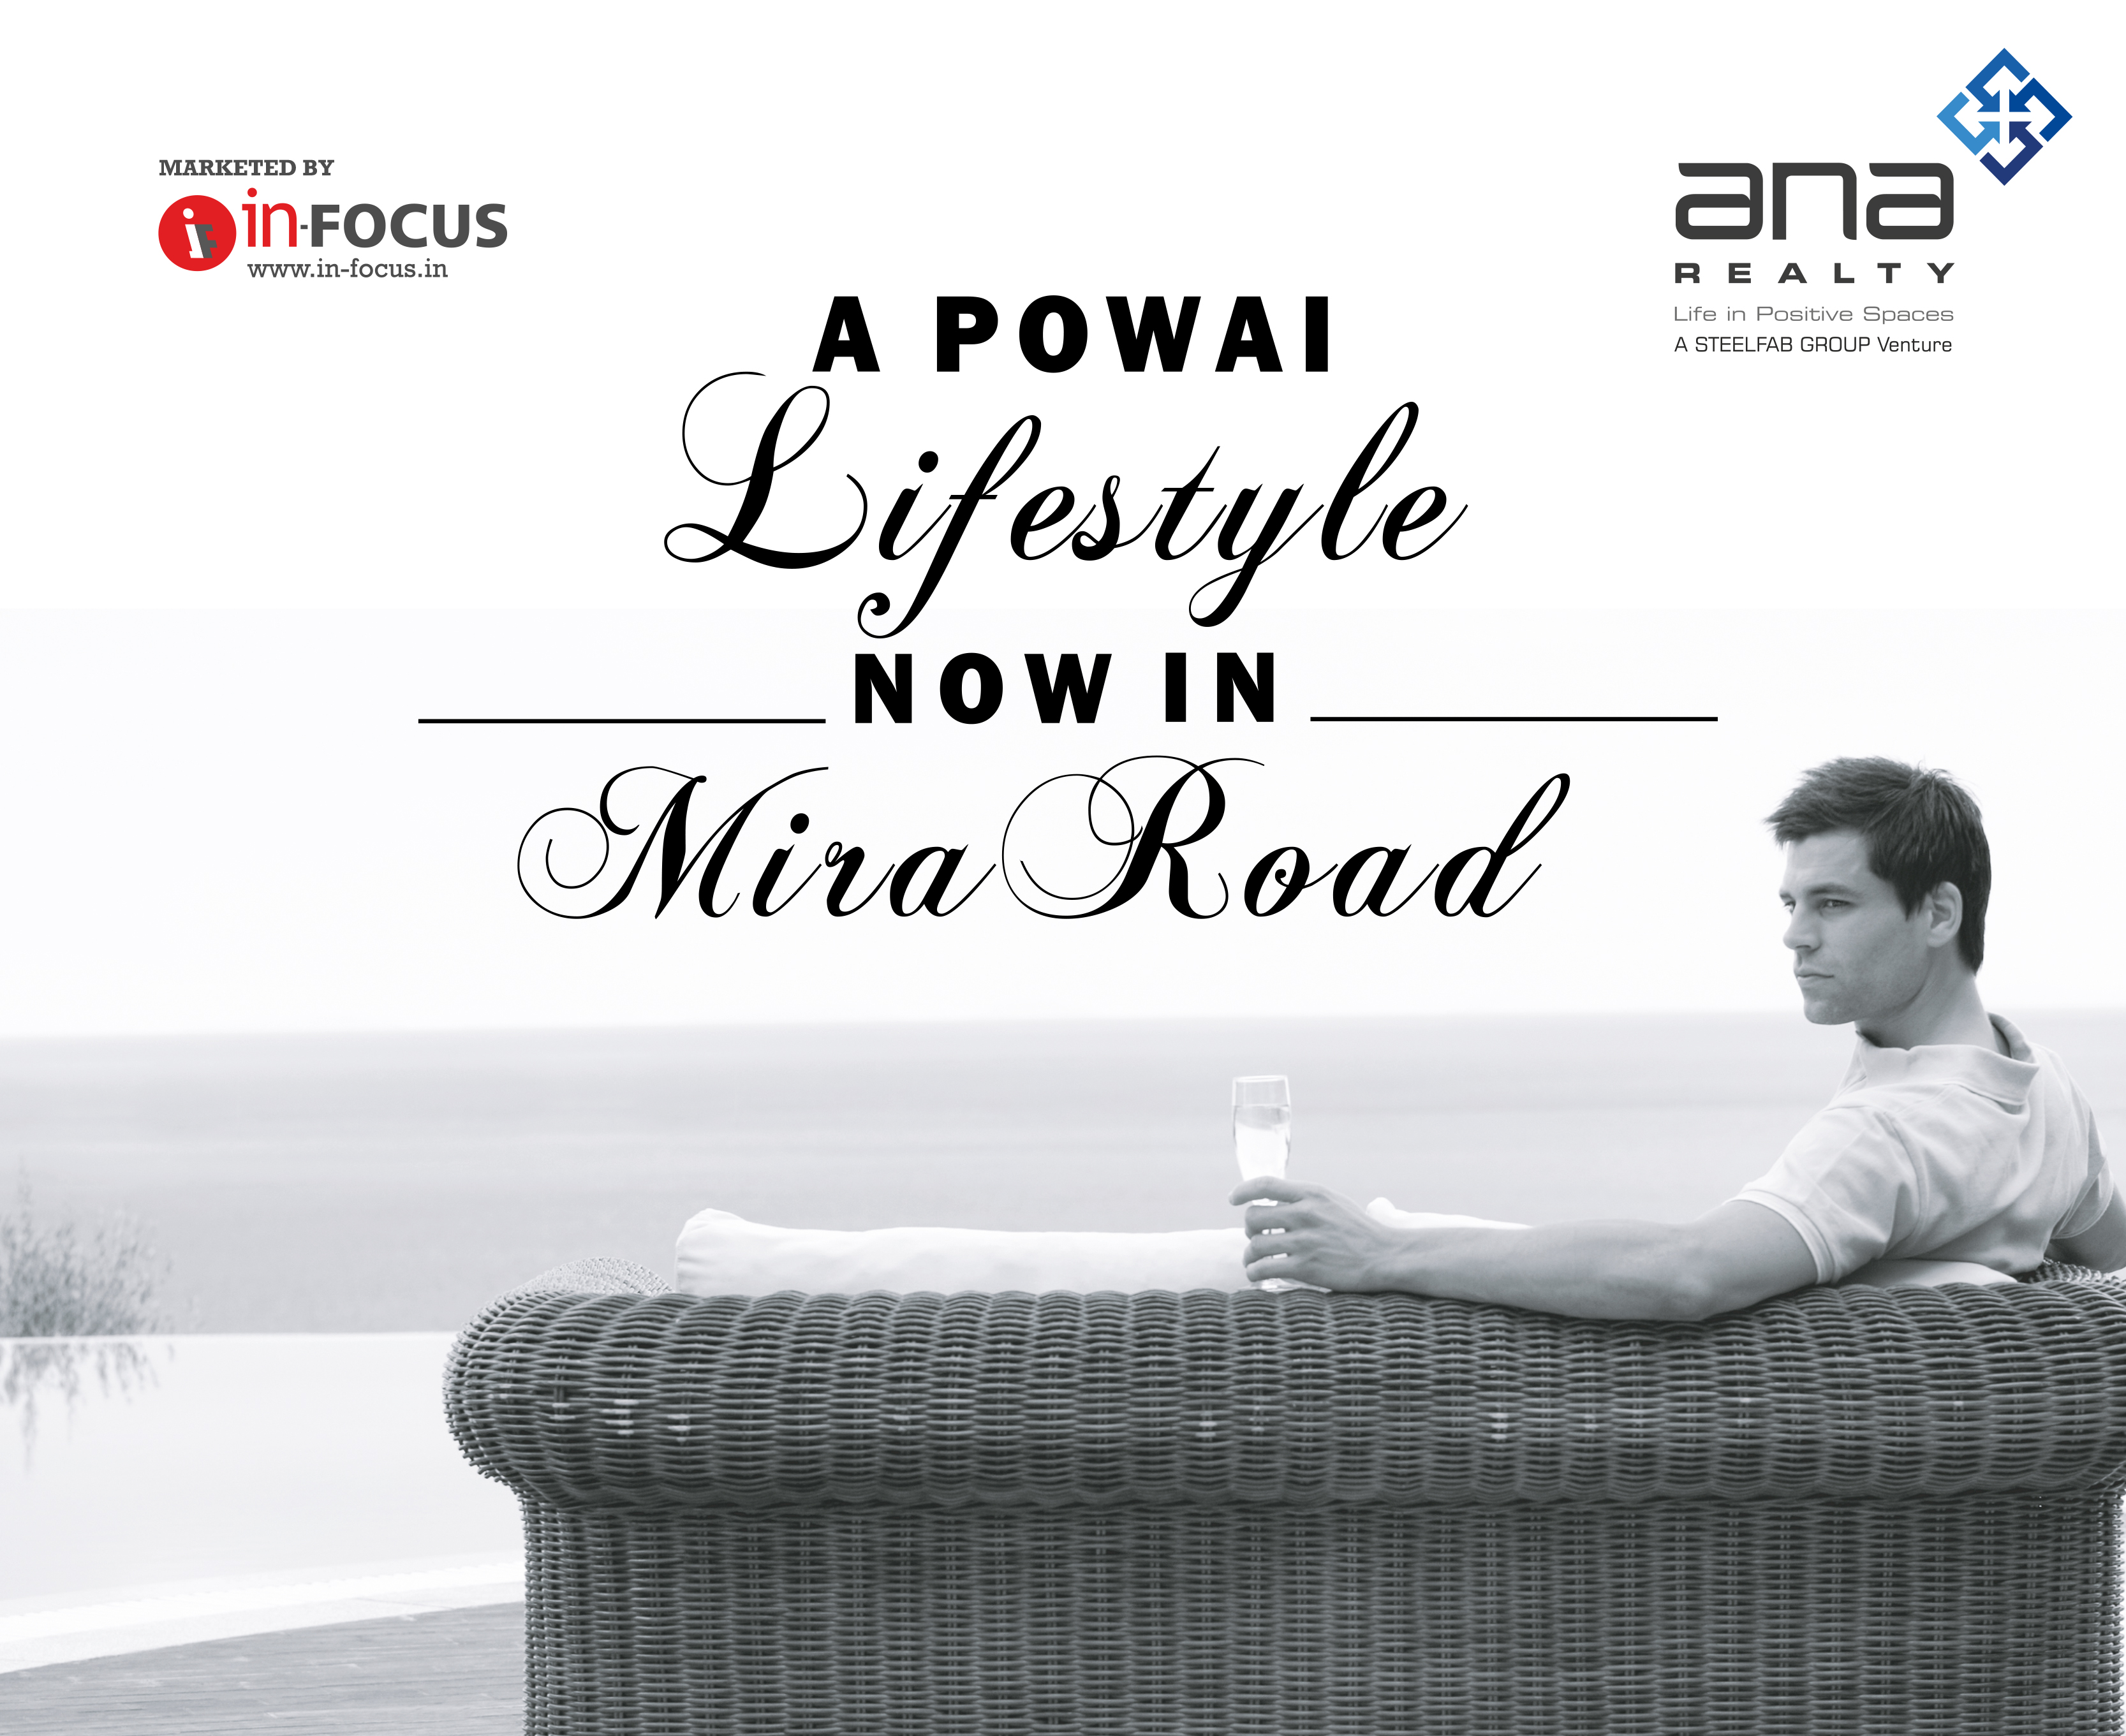 MARKETED BY
in-FOCUS
www.in-focus.in
ana
REALTY
Life in Positive Spaces
A STEELFAB GROUP Venture
A POWAI
Lifestyle
NOW IN
Mira Road